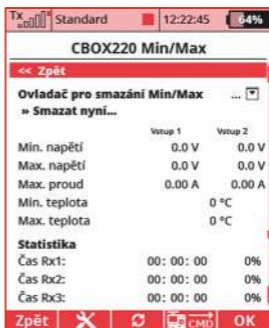 Tx Standard 12:22:45 64%
CBOX220 Min/Max
<< Zpět
Ovladač pro smazání Min/Max ...
» Smazat nyní...
Vstup 1 Vstup 2
Min. napětí 0.0 V 0.0 V
Max. napětí 0.0 V 0.0 V
Max. proud 0.00 A 0.00 A
Min. teplota 0 °C
Max. teplota 0 °C
Statistika
Čas Rx1: 00: 00: 00 0%
Čas Rx2: 00: 00: 00 0%
Čas Rx3: 00: 00: 00 0%
Zpět CMD OK